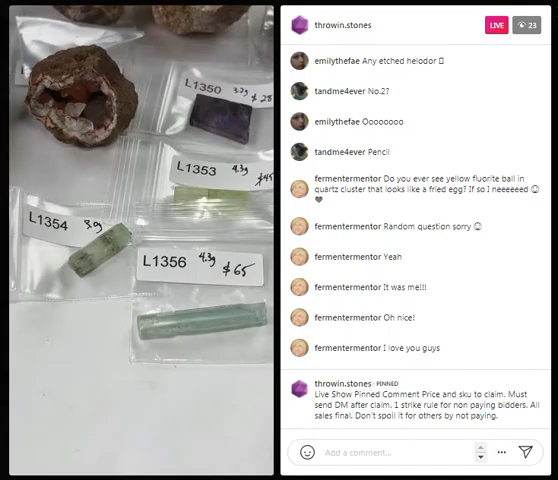 L1350 3.2g $28
L1353 4.3g $45
L1354 3.9g
L1356 4.3g $65
throwin.stones LIVE 23
emilythefae Any etched helodor
tandme4ever No.2?
emilythefae Oooooooo
tandme4ever Pencil
fermentermentor Do you ever see yellow fluorite ball in
quartz cluster that looks like a fried egg? If so I neeeeeed
fermentermentor Random question sorry
fermentermentor Yeah
fermentermentor It was me!!!
fermentermentor Oh nice!
fermentermentor I love you guys
throwin.stones · PINNED
Live Show Pinned Comment Price and sku to claim. Must
send DM after claim. 1 strike rule for non paying bidders. All
sales final. Don't spoil it for others by not paying.
Add a comment...